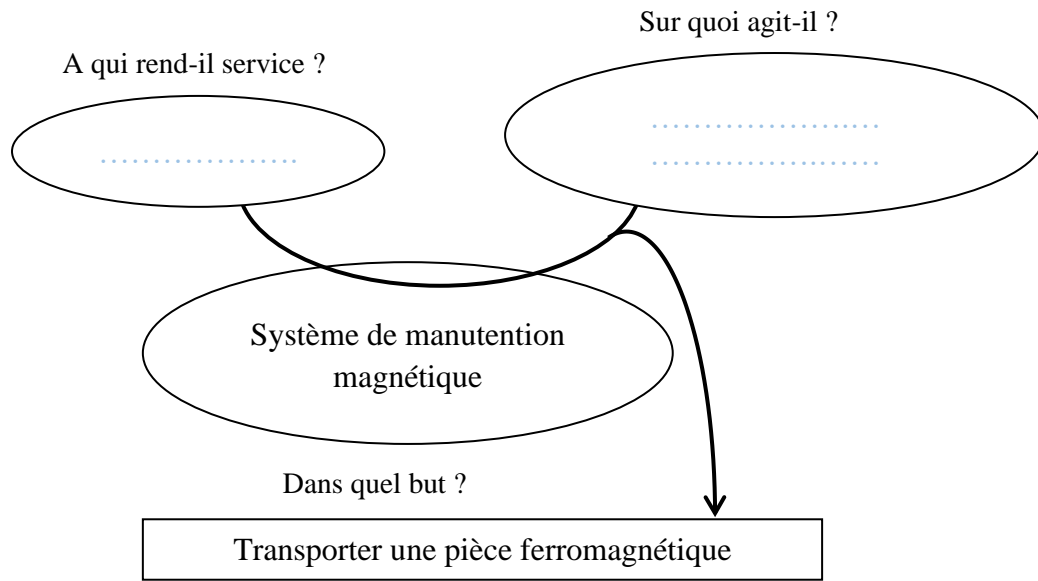 Sur quoi agit-il ?
A qui rend-il service ?
…………………….
……………………….
……………………….
Système de manutention
magnétique
Dans quel but ?
Transporter une pièce ferromagnétique